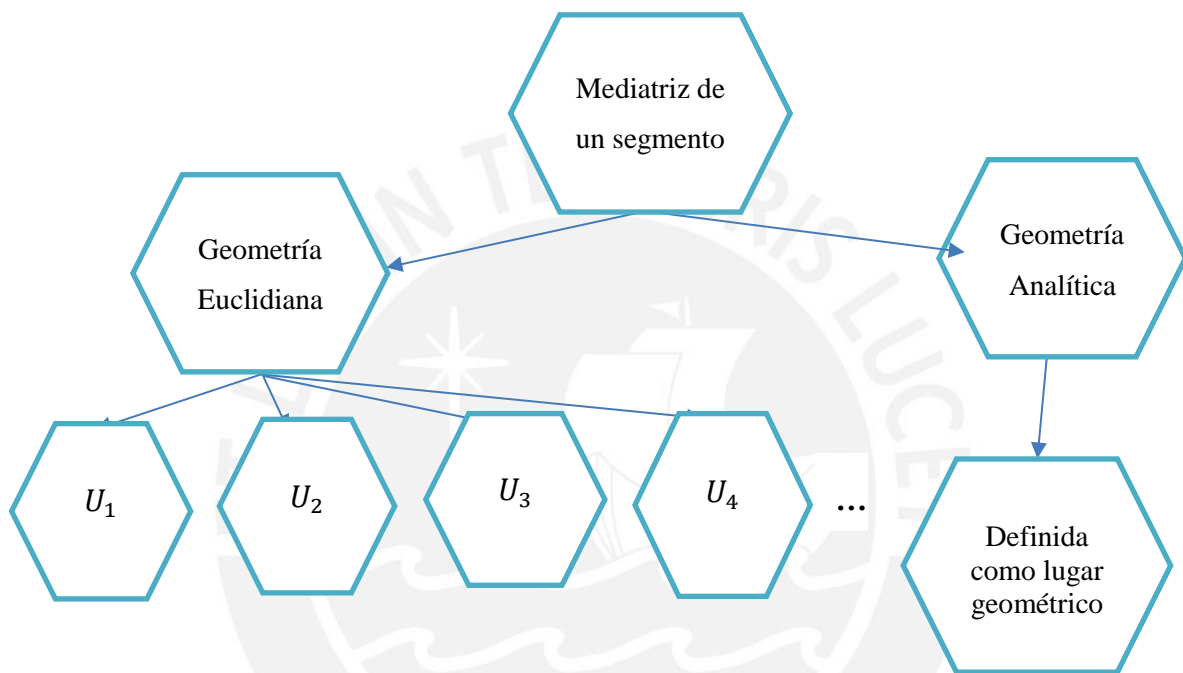 Mediatriz de
un segmento
Geometría
Euclidiana
Geometría
Analítica
U₁
U₂
U₃
U₄
...
Definida
como lugar
geométrico